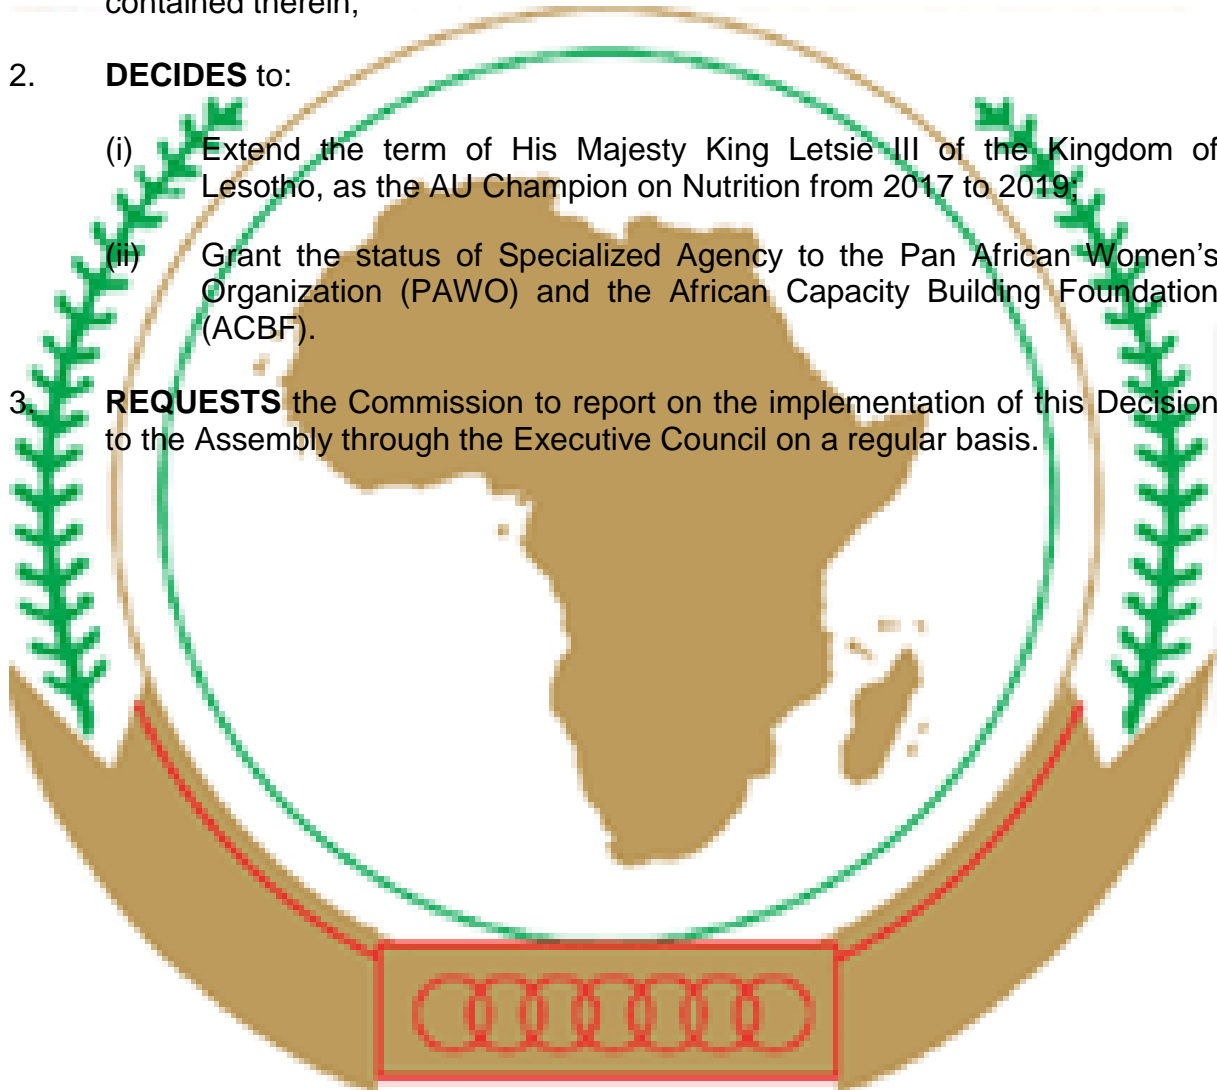 contained therein;
2. DECIDES to:
(i) Extend the term of His Majesty King Letsie III of the Kingdom of
Lesotho, as the AU Champion on Nutrition from 2017 to 2019;
(ii) Grant the status of Specialized Agency to the Pan African Women's
Organization (PAWO) and the African Capacity Building Foundation
(ACBF).
3. REQUESTS the Commission to report on the implementation of this Decision
to the Assembly through the Executive Council on a regular basis.